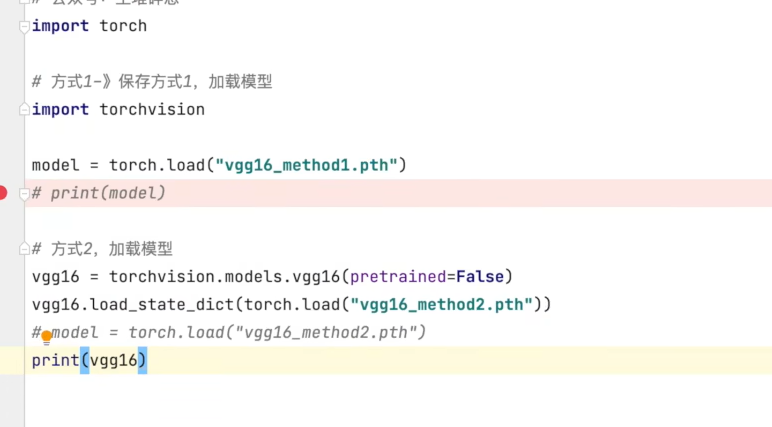 import torch
# 方式1-》保存方式1，加载模型
import torchvision
model = torch.load("vgg16_method1.pth")
# print(model)
# 方式2，加载模型
vgg16 = torchvision.models.vgg16(pretrained=False)
vgg16.load_state_dict(torch.load("vgg16_method2.pth"))
# model = torch.load("vgg16_method2.pth")
print(vgg16)